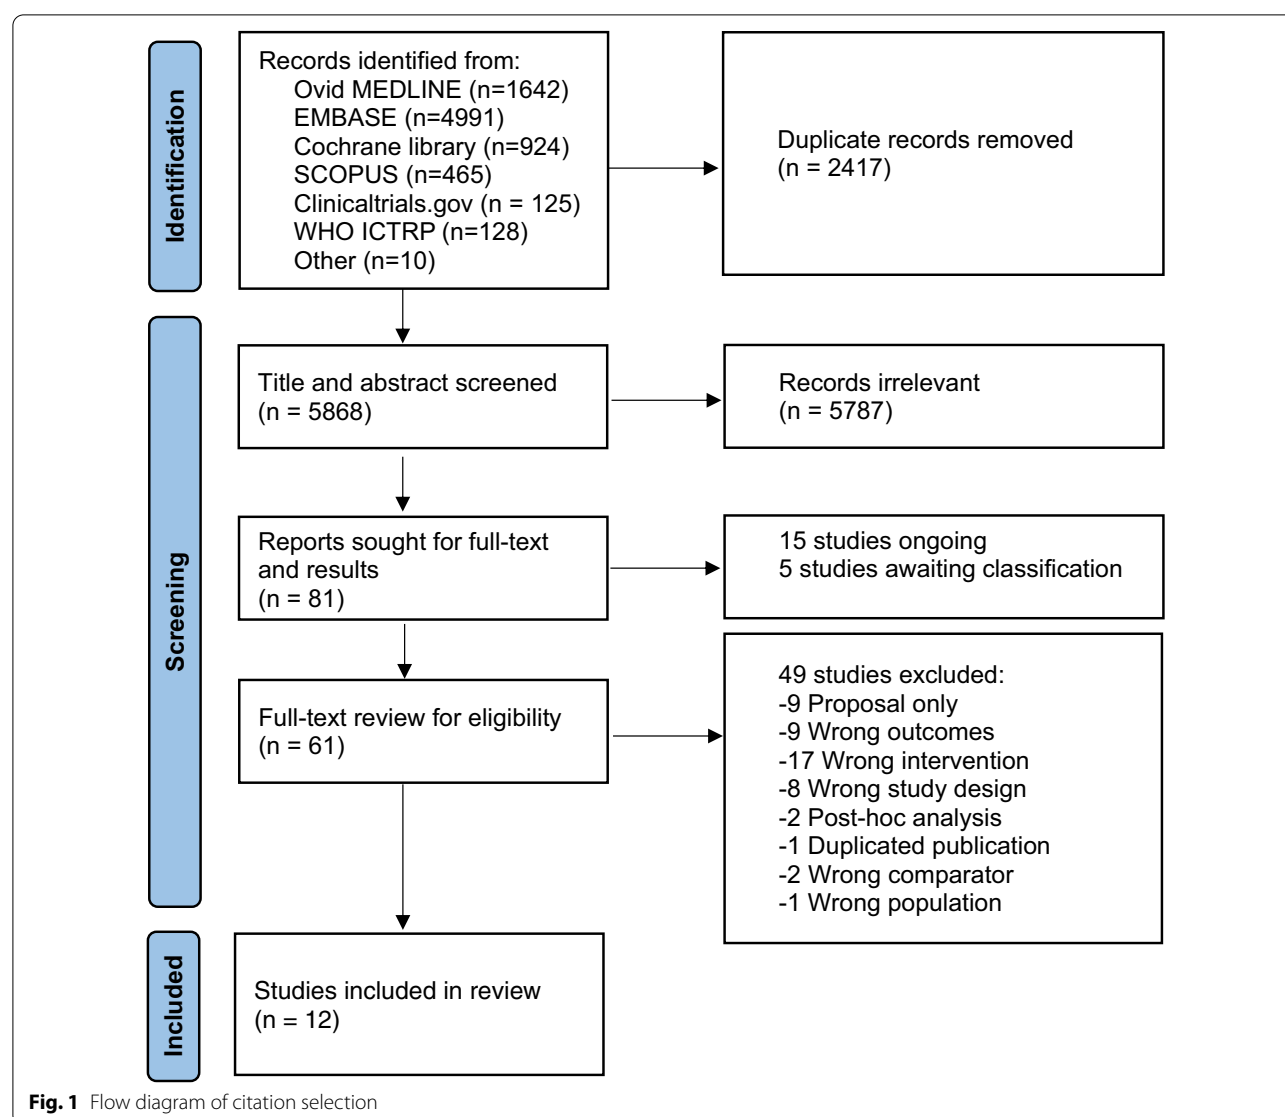 Identification
Records identified from:
Ovid MEDLINE (n=1642)
EMBASE (n=4991)
Cochrane library (n=924)
SCOPUS (n=465)
Clinicaltrials.gov (n = 125)
WHO ICTRP (n=128)
Other (n=10)
Duplicate records removed
(n = 2417)
Screening
Title and abstract screened
(n = 5868)
Records irrelevant
(n = 5787)
Reports sought for full-text
and results
(n = 81)
15 studies ongoing
5 studies awaiting classification
Full-text review for eligibility
(n = 61)
49 studies excluded:
-9 Proposal only
-9 Wrong outcomes
-17 Wrong intervention
-8 Wrong study design
-2 Post-hoc analysis
-1 Duplicated publication
-2 Wrong comparator
-1 Wrong population
Included
Studies included in review
(n = 12)
Fig. 1 Flow diagram of citation selection